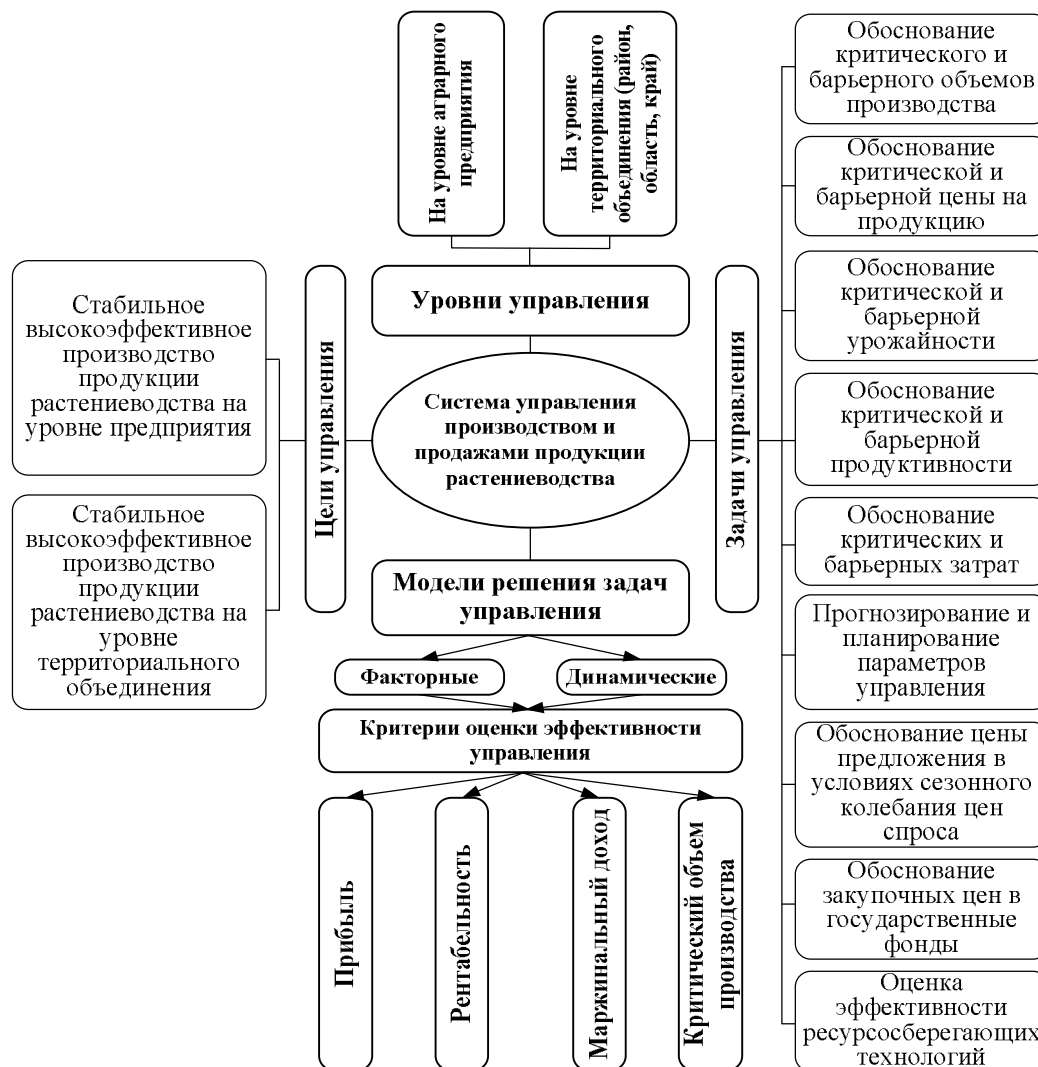 На уровне аграрного
предприятия
На уровне
территориального
объединения (район,
область, край)
Уровни управления
Цели управления
Стабильное
высокоэффективное
производство
продукции
растениеводства на
уровне предприятия
Стабильное
высокоэффективное
производство
продукции
растениеводства на
уровне
территориального
объединения
Система управления
производством и
продажами продукции
растениеводства
Модели решения задач
управления
Факторные
Динамические
Критерии оценки эффективности
управления
Прибыль
Рентабельность
Маржинальный доход
Критический объем
производства
Задачи управления
Обоснование
критического и
барьерного объемов
производства
Обоснование
критической и
барьерной цены на
продукцию
Обоснование
критической и
барьерной
урожайности
Обоснование
критической и
барьерной
продуктивности
Обоснование
критических и
барьерных затрат
Прогнозирование и
планирование
параметров
управления
Обоснование цены
предложения в
условиях сезонного
колебания цен
спроса
Обоснование
закупочных цен в
государственные
фонды
Оценка
эффективности
ресурсосберегающих
технологий